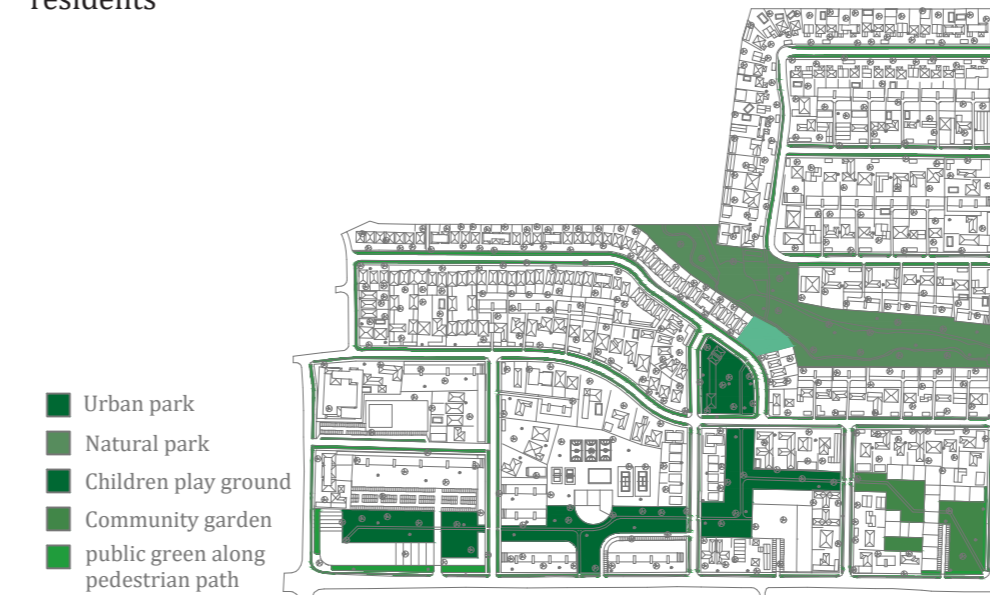 residents
Urban park
Natural park
Children play ground
Community garden
public green along
pedestrian path